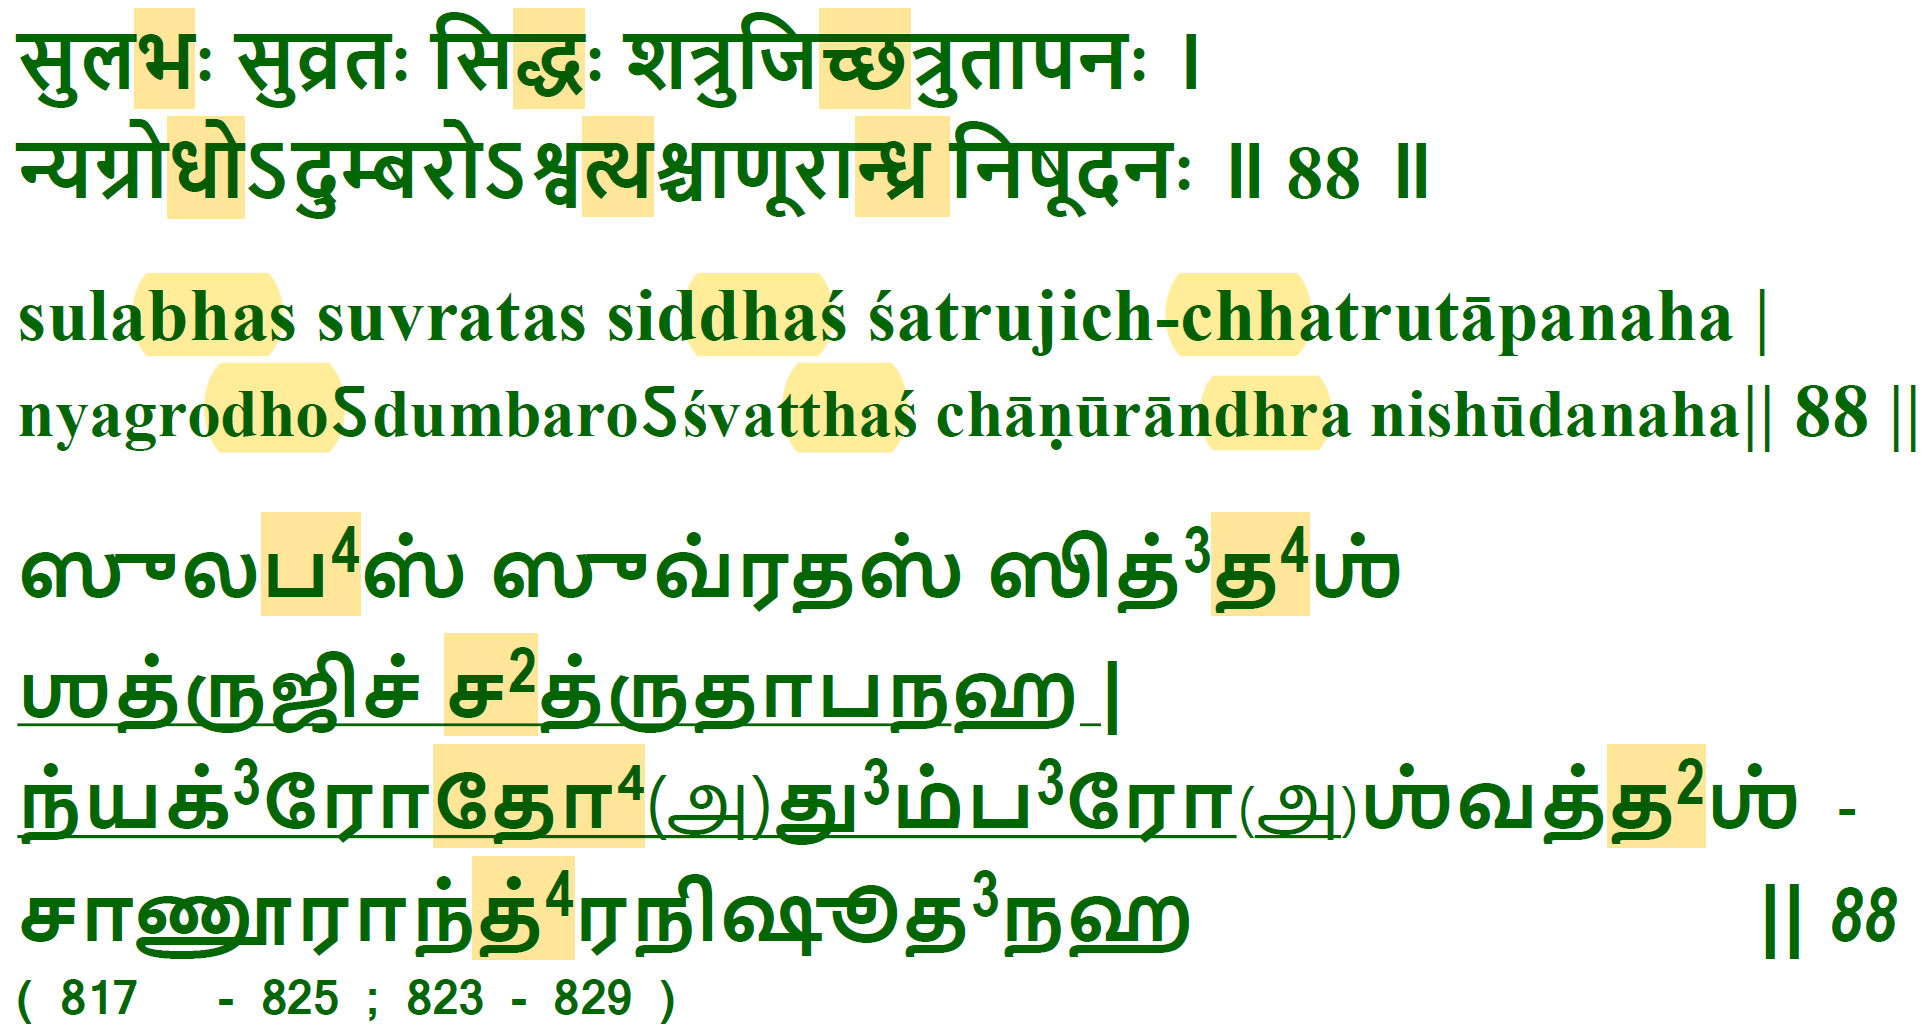 सुलभः सुव्रतः सिद्धः शत्रुजिच्छत्रुतापनः ।
न्यग्रोधोऽदुम्बरोऽश्वत्थश्चाणूरान्ध्र निषूदनः ॥ 88 ॥
sulabhas suvratas siddhaś śatrujich-chhatrutāpanaha |
nyagrodhoऽdumbaroऽśvatthaś chāṇūrāndhra nishūdanaha|| 88 ||
ஸுலப⁴ஸ் ஸுவ்ரதஸ் ஸித்³த⁴ஶ்
ஶத்ருஜிச் ச²த்ருதாபநஹ |
ந்யக்³ரோதோ⁴(அ)து³ம்ப³ரோ(அ)ஶ்வத்த²ஶ் -
சாணூராந்த்⁴ரநிஷூத³நஹ || 88
( 817 - 825 ; 823 - 829 )